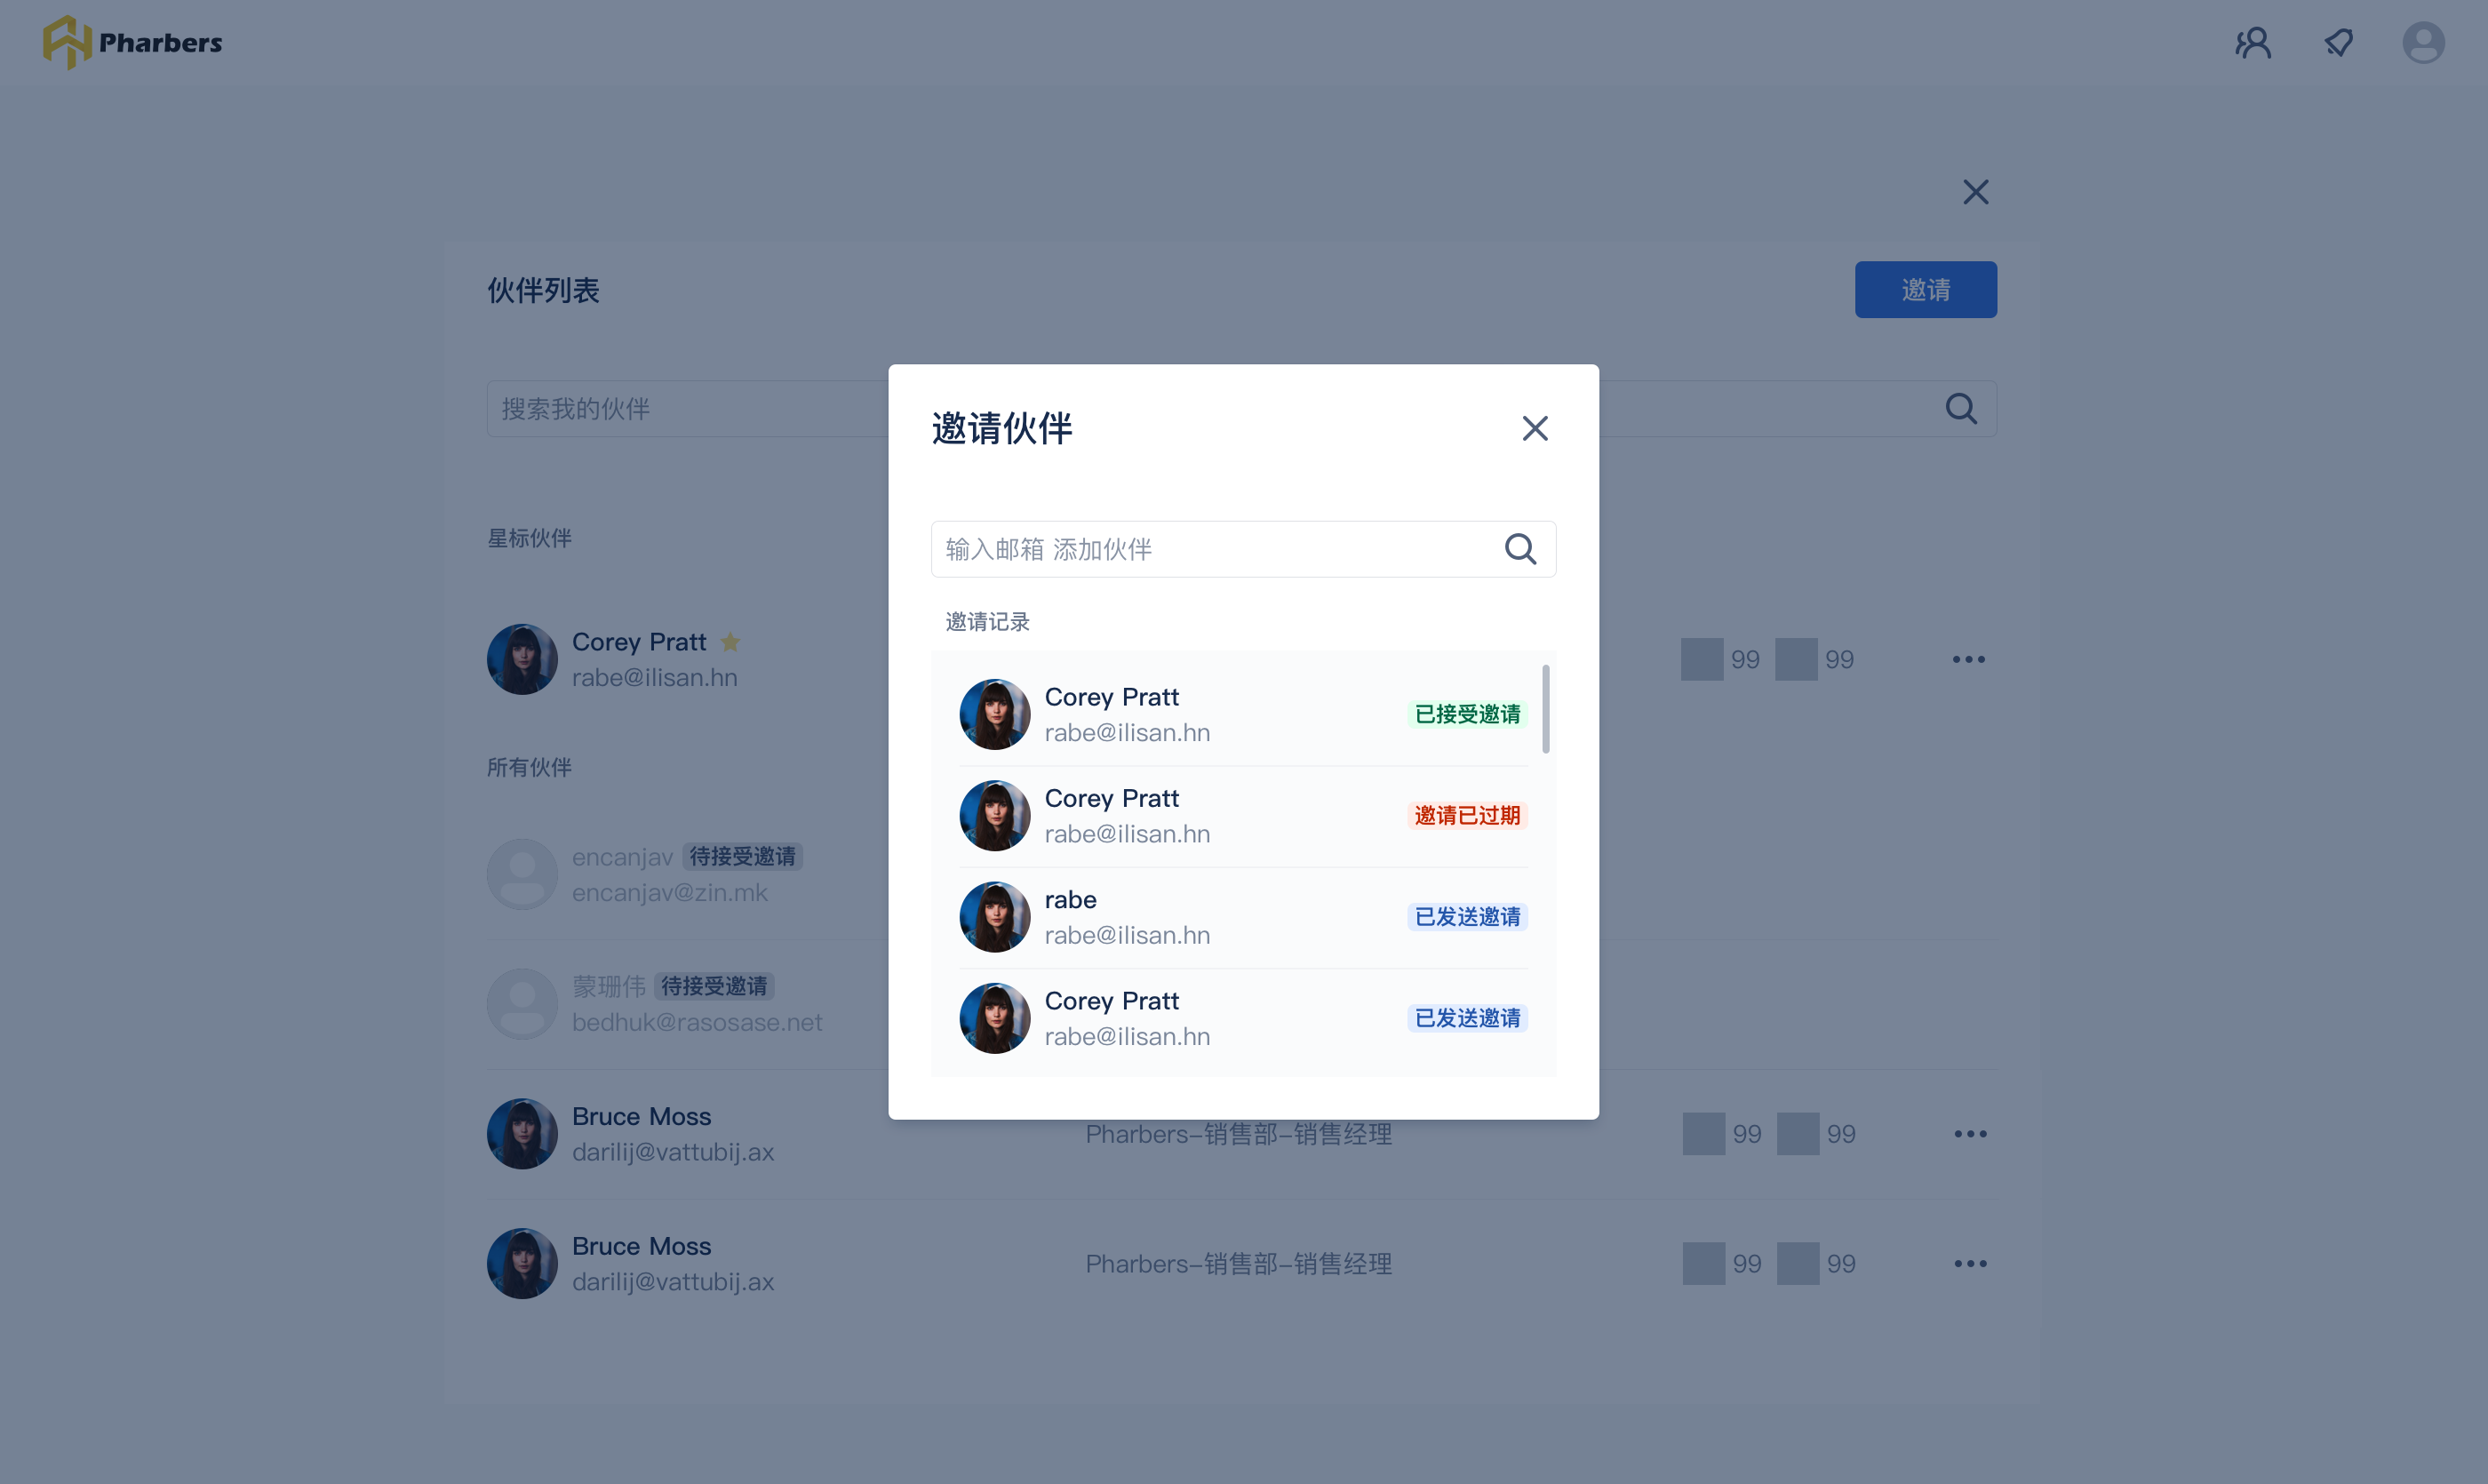 Pharbers
伙伴列表
邀请
搜索我的伙伴
星标伙伴
Corey Pratt
rabe@ilisan.hn
99 99
所有伙伴
encanjav 待接受邀请
encanjav@zin.mk
蒙珊伟 待接受邀请
bedhuk@rasosase.net
Bruce Moss
darilij@vattubij.ax
Pharbers–销售部–销售经理
99 99
Bruce Moss
darilij@vattubij.ax
Pharbers–销售部–销售经理
99 99
邀请伙伴
输入邮箱 添加伙伴
邀请记录
Corey Pratt
rabe@ilisan.hn
已接受邀请
Corey Pratt
rabe@ilisan.hn
邀请已过期
rabe
rabe@ilisan.hn
已发送邀请
Corey Pratt
rabe@ilisan.hn
已发送邀请